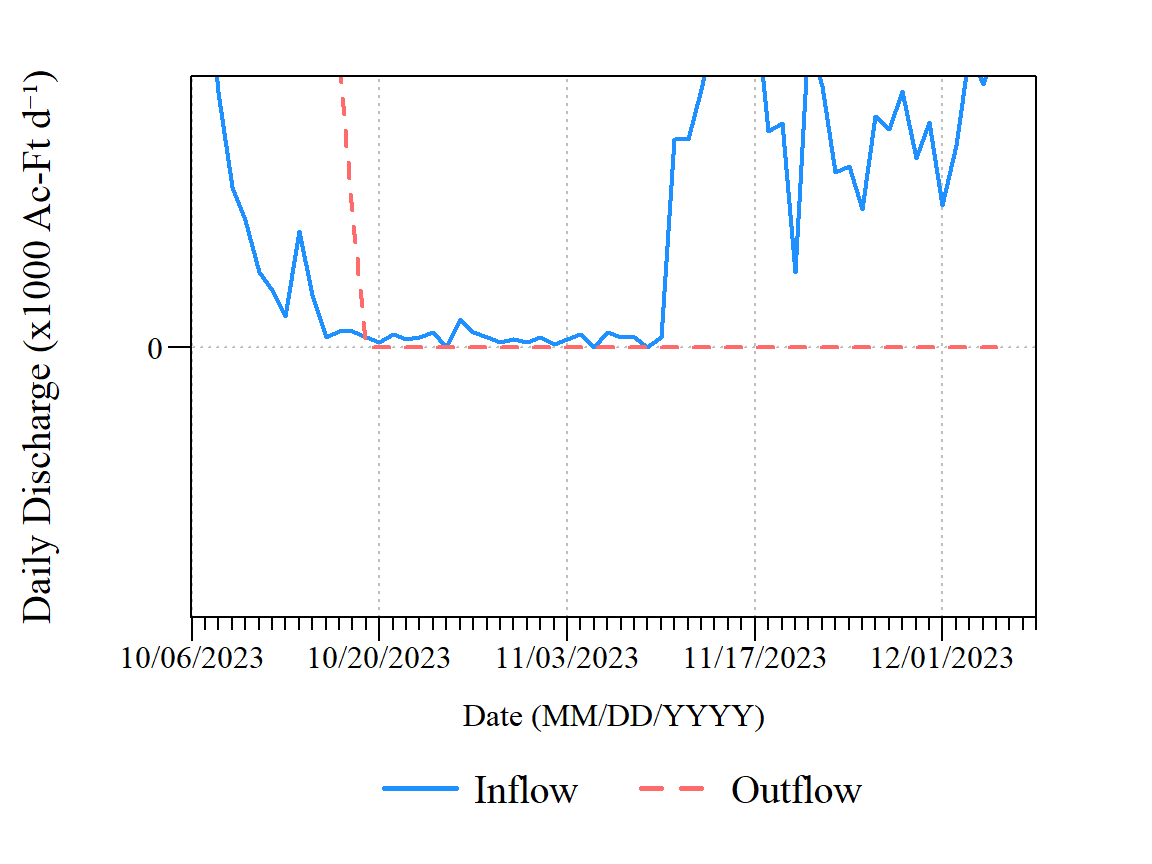 Daily Discharge (x1000 Ac-Ft d⁻¹)
0
10/06/2023 10/20/2023 11/03/2023 11/17/2023 12/01/2023
Date (MM/DD/YYYY)
Inflow Outflow